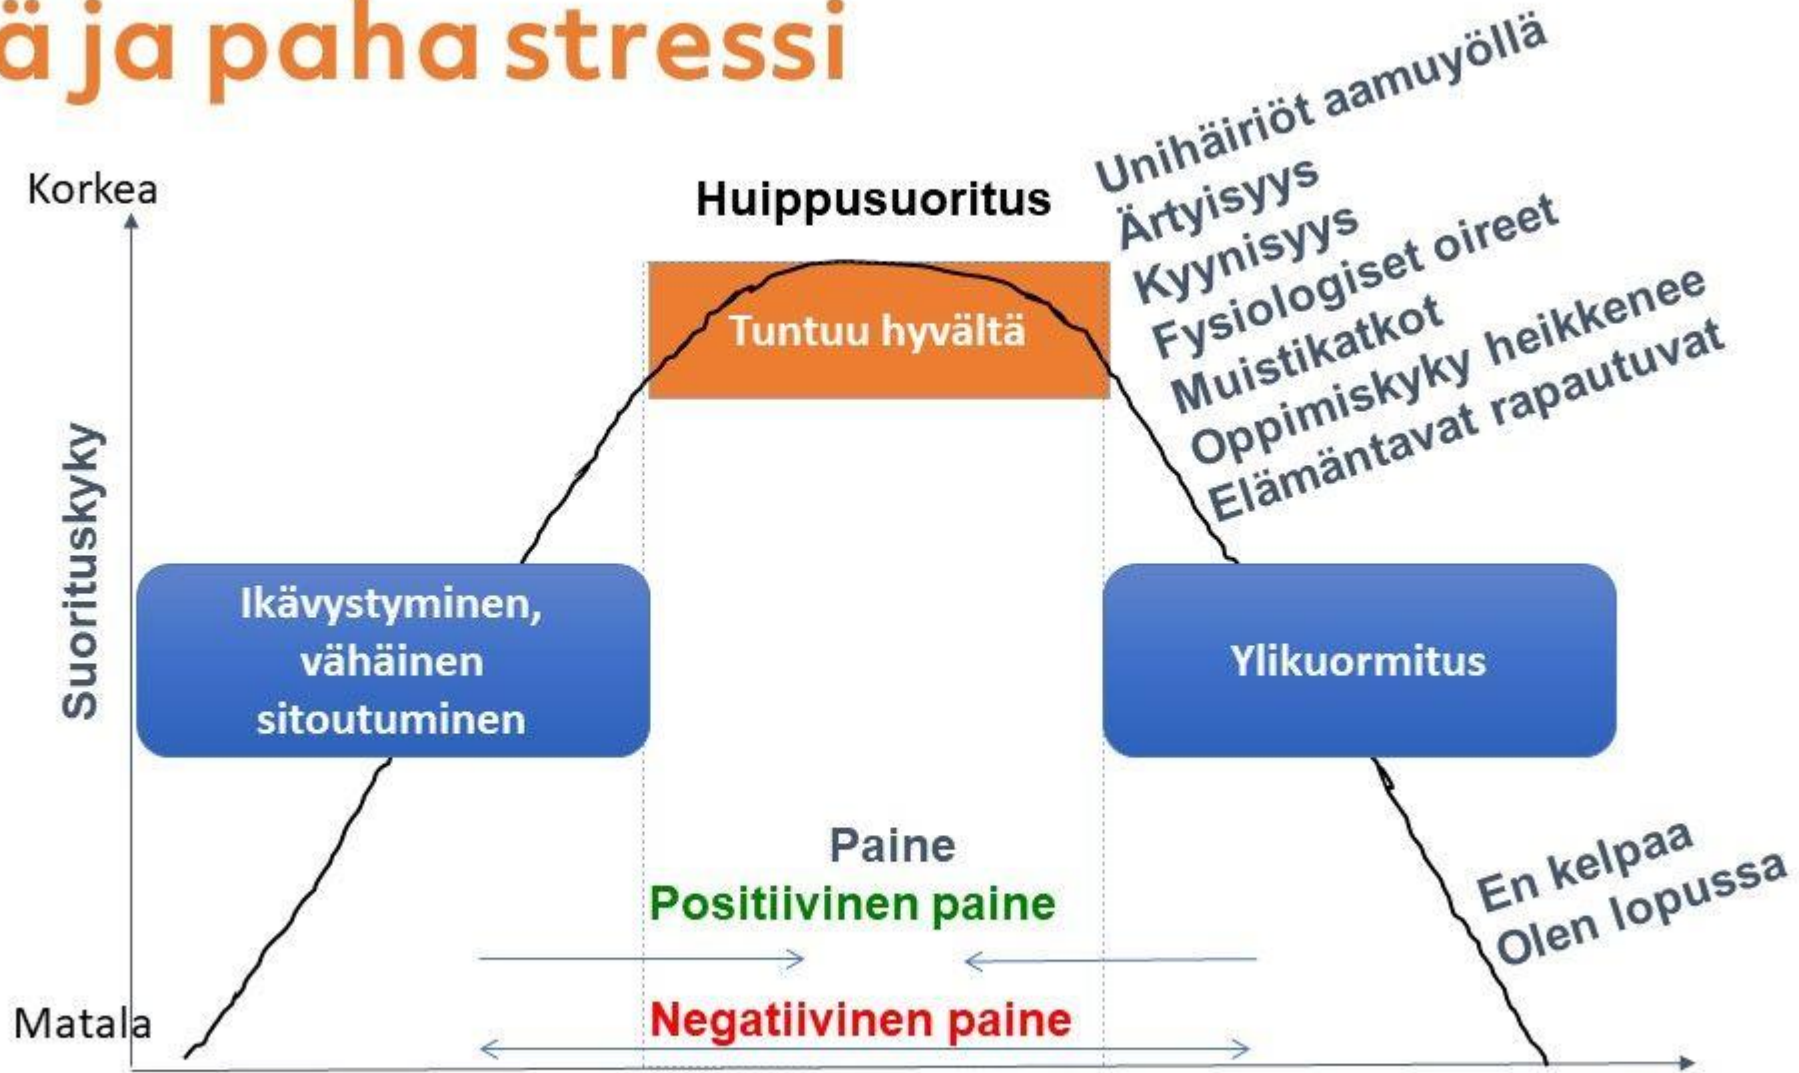 ä ja paha stressi
Korkea
Huippusuoritus
Unihäiriöt aamuyöllä
Ärtyisyys
Kyynisyys
Fysiologiset oireet
Muistikatkot
Oppimiskyky heikkenee
Elämäntavat rapautuvat
Tuntuu hyvältä
Suorituskyky
Ikävystyminen,
vähäinen
sitoutuminen
Ylikuormitus
Paine
Positiivinen paine
En kelpaa
Olen lopussa
Matala
Negatiivinen paine